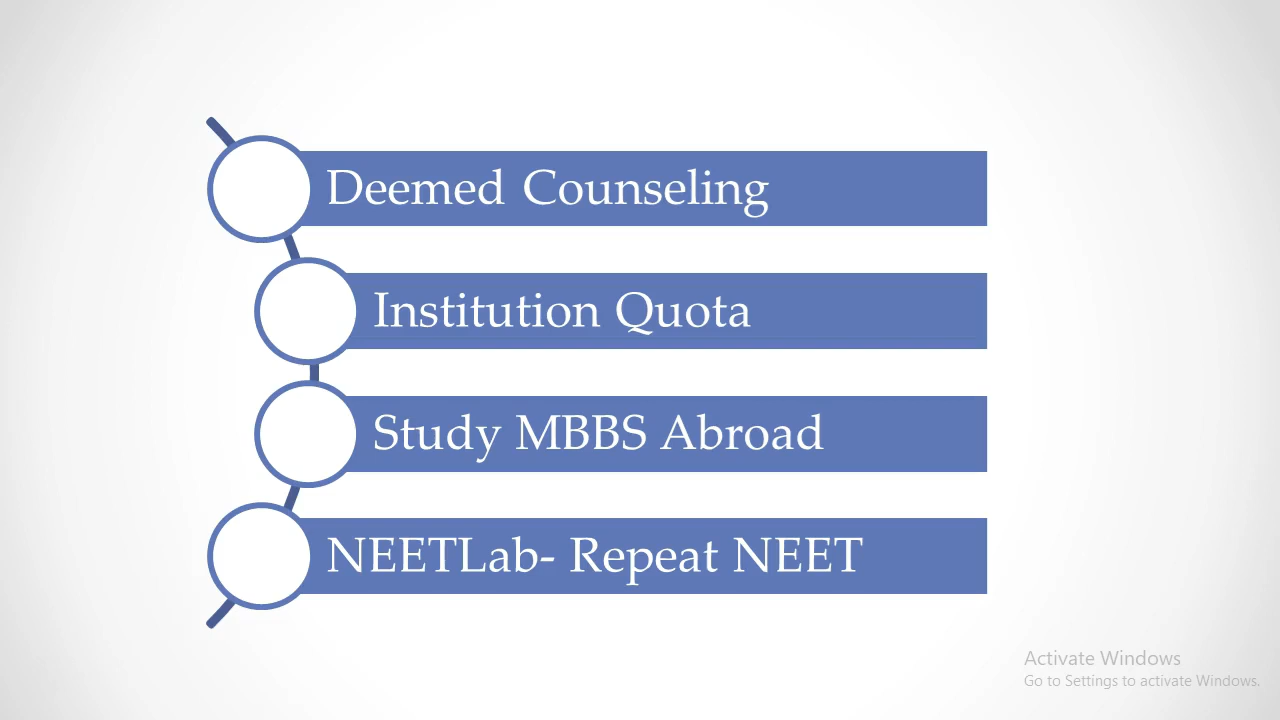 Deemed Counseling
Institution Quota
Study MBBS Abroad
NEETLab- Repeat NEET
Activate Windows
Go to Settings to activate Windows.